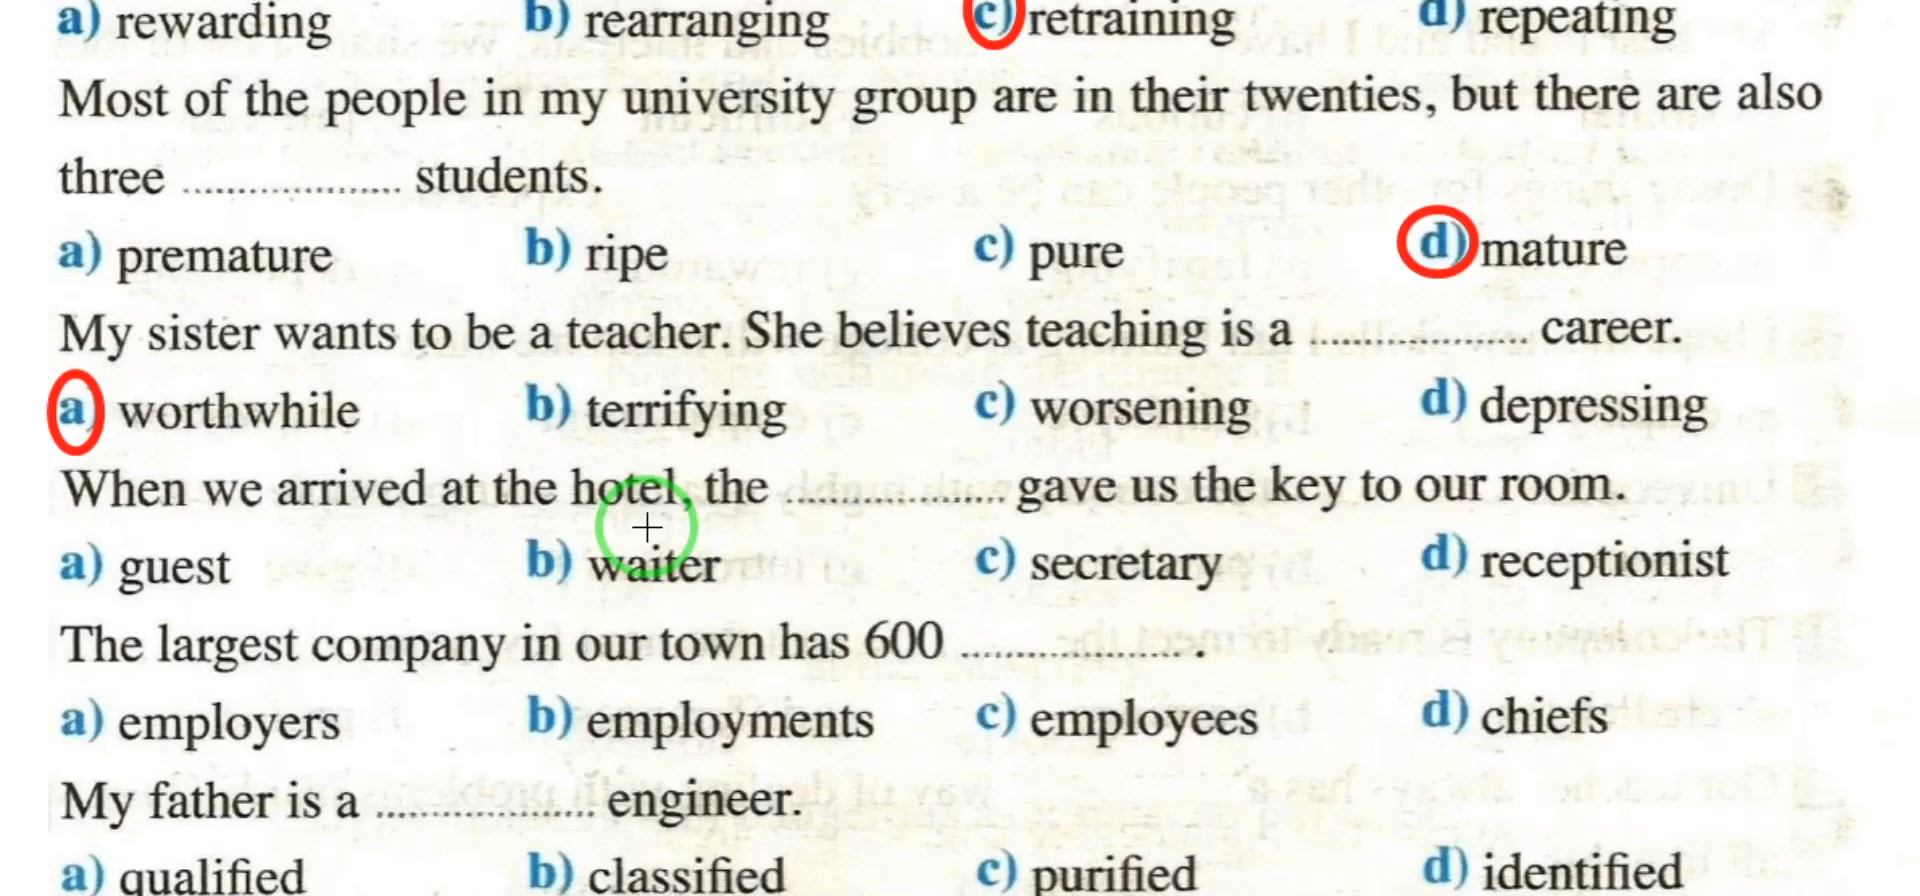 a) rewarding b) rearranging c) retraining d) repeating
Most of the people in my university group are in their twenties, but there are also
three .................... students.
a) premature b) ripe c) pure d) mature
My sister wants to be a teacher. She believes teaching is a .................... career.
a) worthwhile b) terrifying c) worsening d) depressing
When we arrived at the hotel, the .................... gave us the key to our room.
a) guest b) waiter c) secretary d) receptionist
The largest company in our town has 600 .................... .
a) employers b) employments c) employees d) chiefs
My father is a .................... engineer.
a) qualified b) classified c) purified d) identified